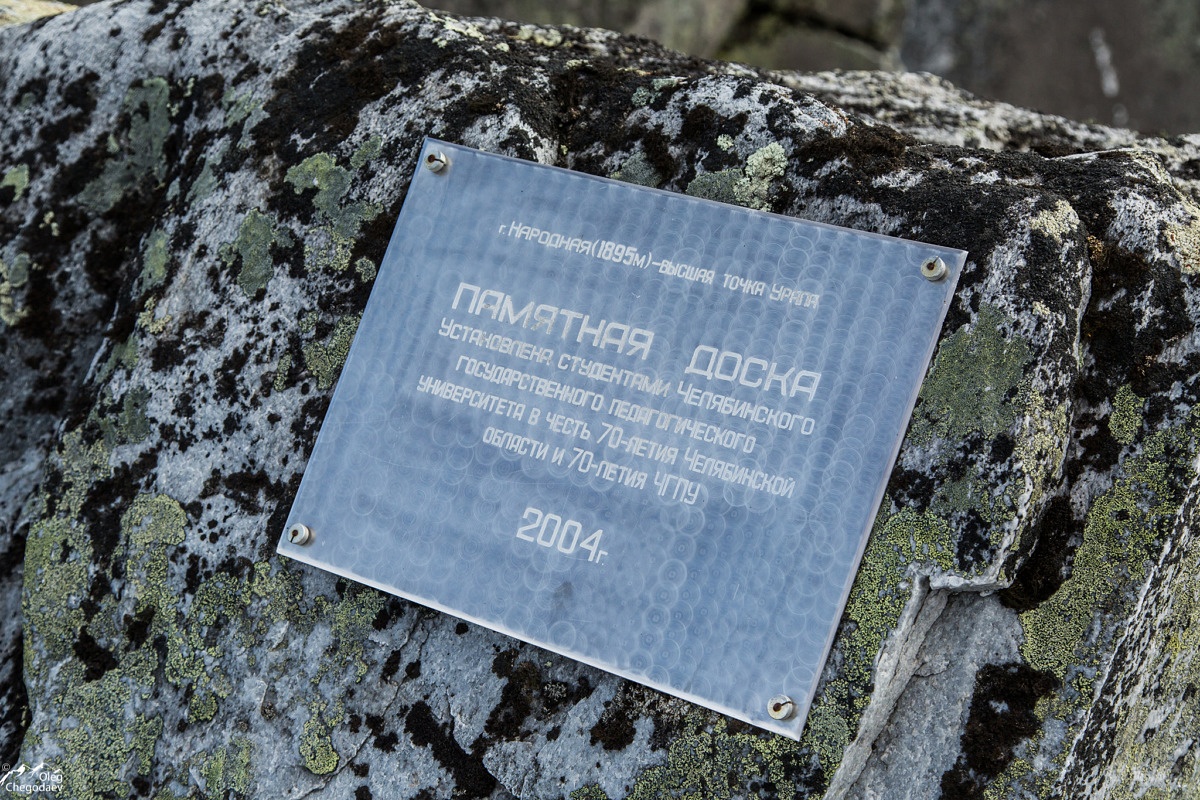 г. Народная (1895м) - высшая точка Урала
ПАМЯТНАЯ ДОСКА
Установлена студентами Челябинского
государственного педагогического
университета в честь 70-летия Челябинской
области и 70-летия ЧГПУ
2004г.
© Oleg
Chegodaev